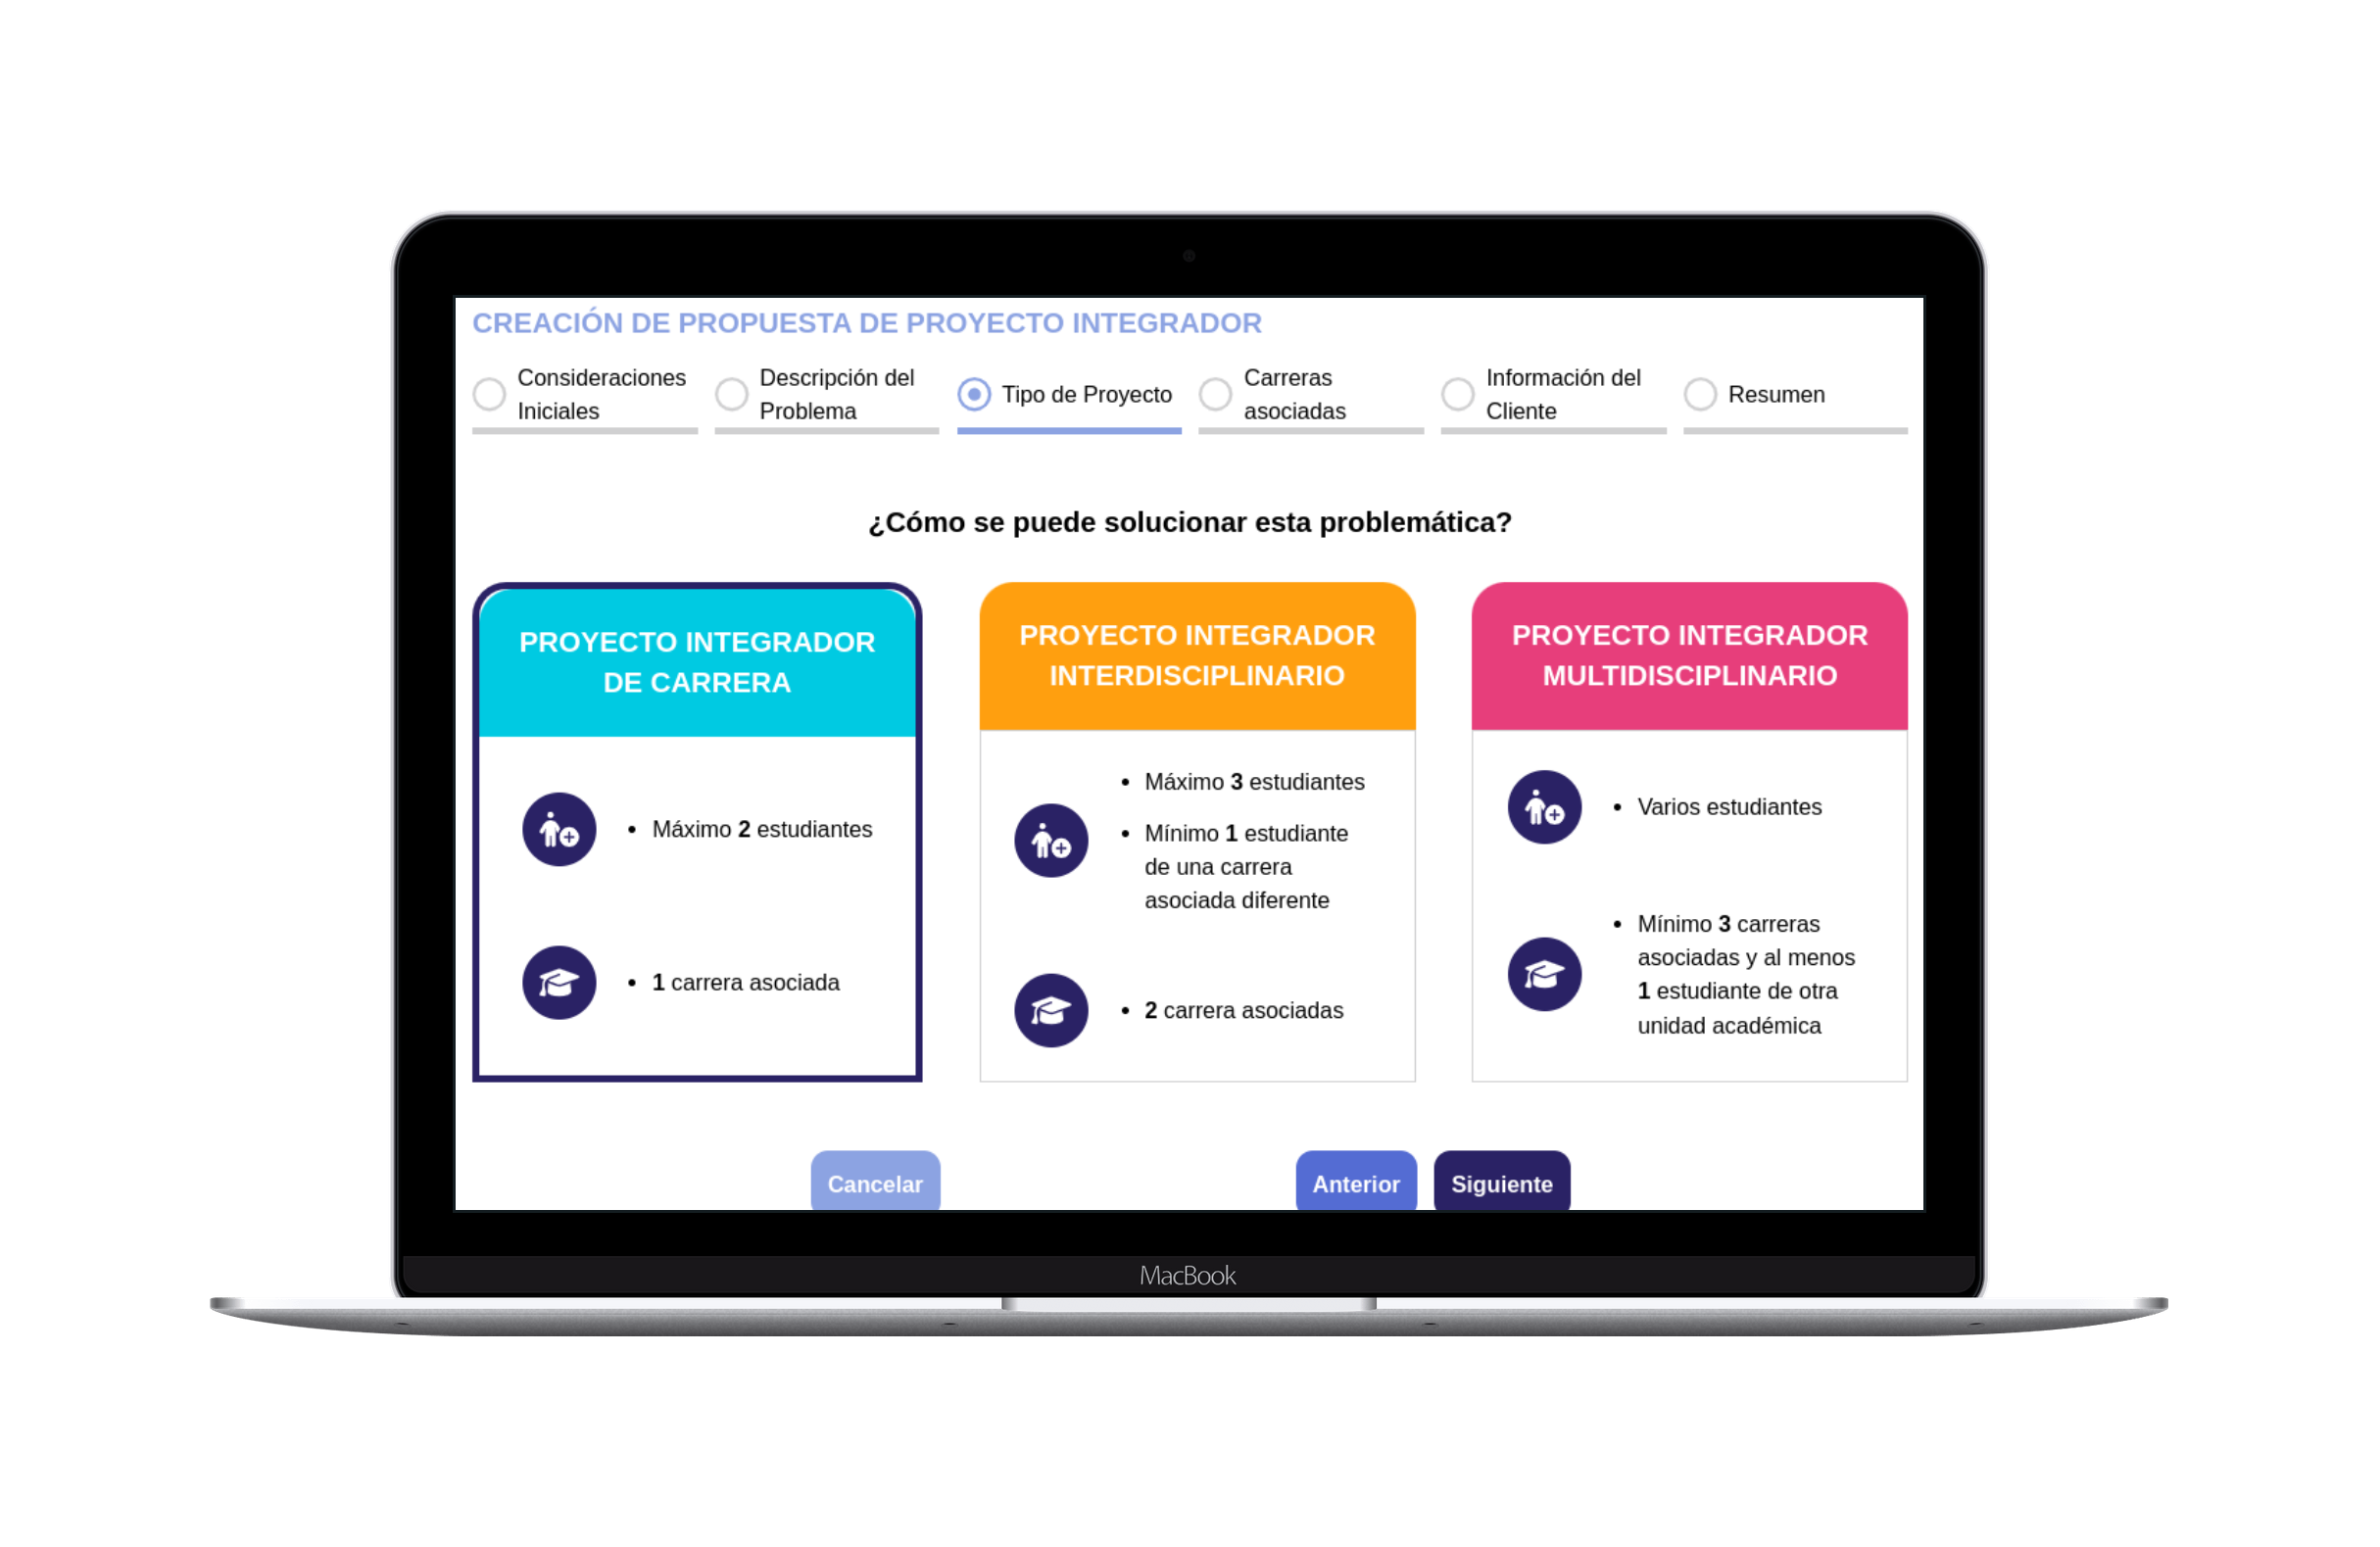 CREACIÓN DE PROPUESTA DE PROYECTO INTEGRADOR
Consideraciones
Iniciales
Descripción del
Problema
Tipo de Proyecto
Carreras
asociadas
Información del
Cliente
Resumen
¿Cómo se puede solucionar esta problemática?
PROYECTO INTEGRADOR
DE CARRERA
• Máximo 2 estudiantes
• 1 carrera asociada
PROYECTO INTEGRADOR
INTERDISCIPLINARIO
• Máximo 3 estudiantes
• Mínimo 1 estudiante
de una carrera
asociada diferente
• 2 carrera asociadas
PROYECTO INTEGRADOR
MULTIDISCIPLINARIO
• Varios estudiantes
• Mínimo 3 carreras
asociadas y al menos
1 estudiante de otra
unidad académica
Cancelar
Anterior
Siguiente
MacBook